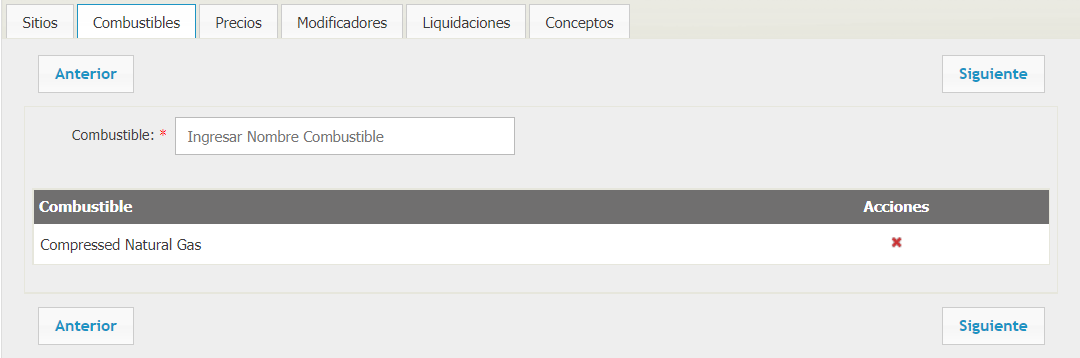 Sitios Combustibles Precios Modificadores Liquidaciones Conceptos
Anterior Siguiente
Combustible: * Ingresar Nombre Combustible
Combustible Acciones
Compressed Natural Gas
Anterior Siguiente